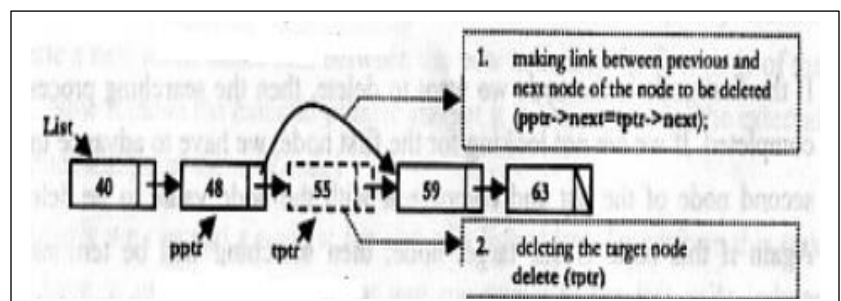 1. making link between previous and
next node of the node to be deleted
(pptr->next=tptr->next);
List
40 48 55 59 63
pptr tptr
2. deleting the target node
delete (tptr)